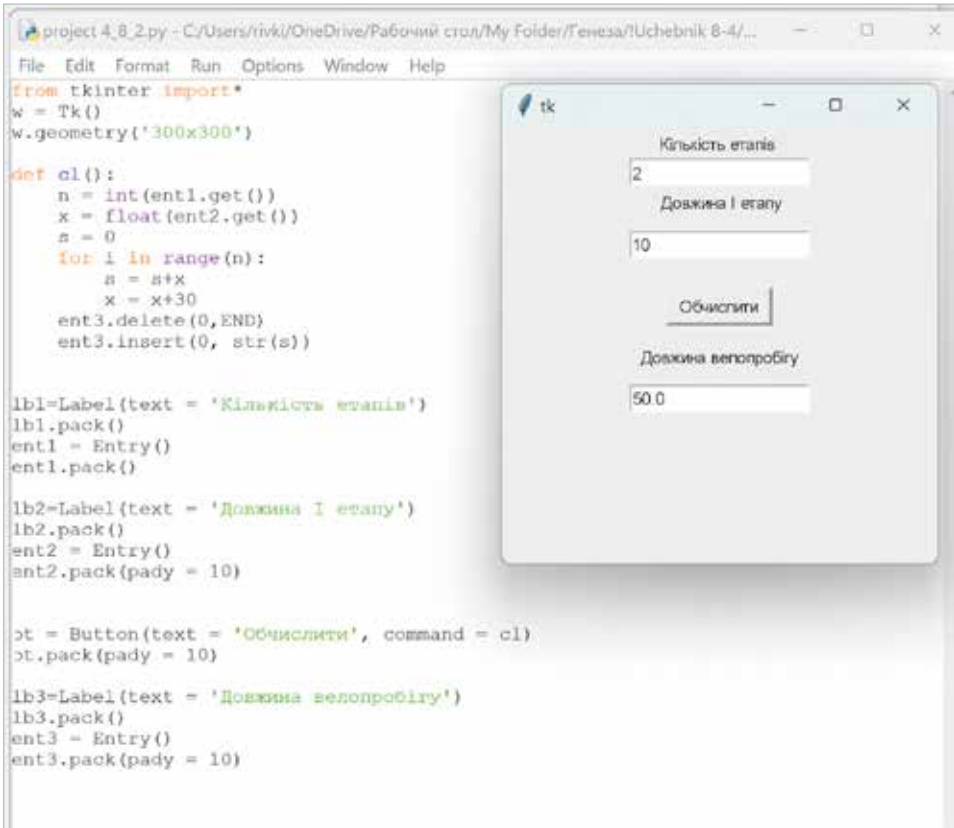 project 4_8_2.py - C:/Users/rivki/OneDrive/Рабочий стол/My Folder/Генеза/!Uchebnik 8-4/...
File Edit Format Run Options Window Help
from tkinter import*
w = Tk()
w.geometry('300x300')
def cl():
    n = int(ent1.get())
    x = float(ent2.get())
    s = 0
    for i in range(n):
        s = s+x
        x = x+30
    ent3.delete(0,END)
    ent3.insert(0, str(s))
lb1=Label(text = 'Кількість етапів')
lb1.pack()
ent1 = Entry()
ent1.pack()
lb2=Label(text = 'Довжина I етапу')
lb2.pack()
ent2 = Entry()
ent2.pack(pady = 10)
bt = Button(text = 'Обчислити', command = cl)
bt.pack(pady = 10)
lb3=Label(text = 'Довжина велопробігу')
lb3.pack()
ent3 = Entry()
ent3.pack(pady = 10)
tk
Кількість етапів
2
Довжина I етапу
10
Обчислити
Довжина велопробігу
50.0